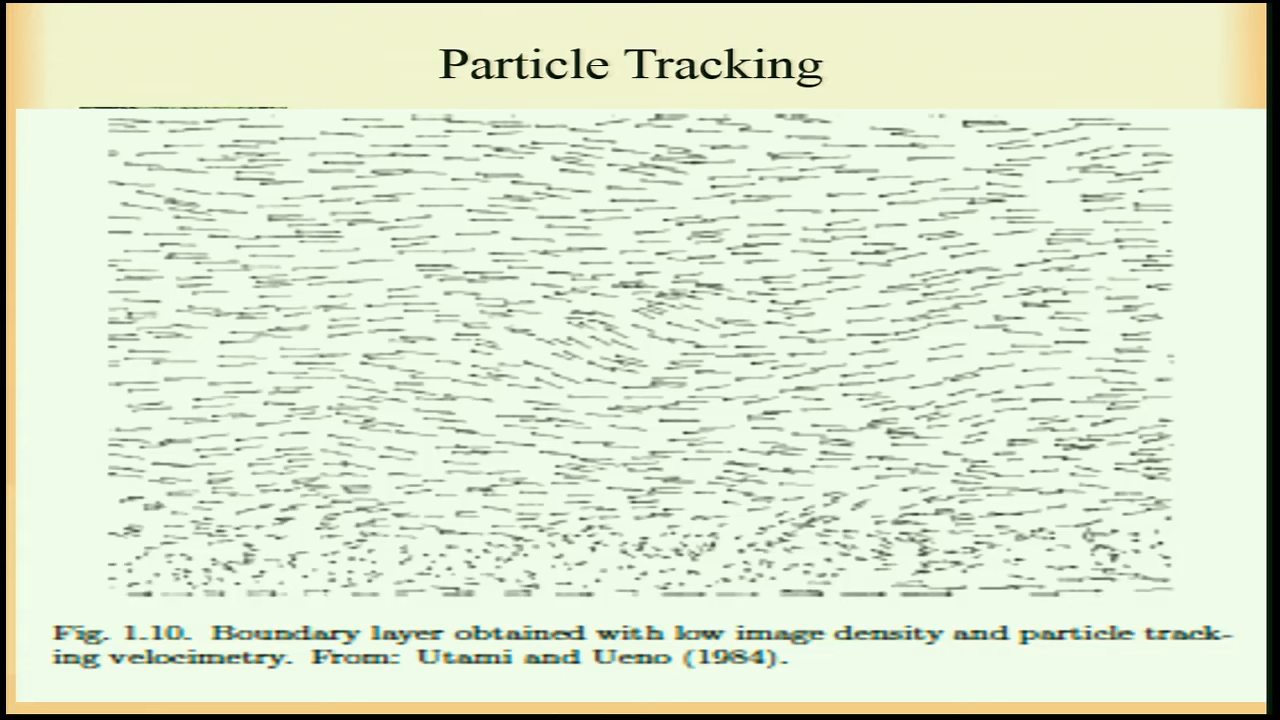 Particle Tracking
Fig. 1.10. Boundary layer obtained with low image density and particle track-
ing velocimetry. From: Utami and Ueno (1984).